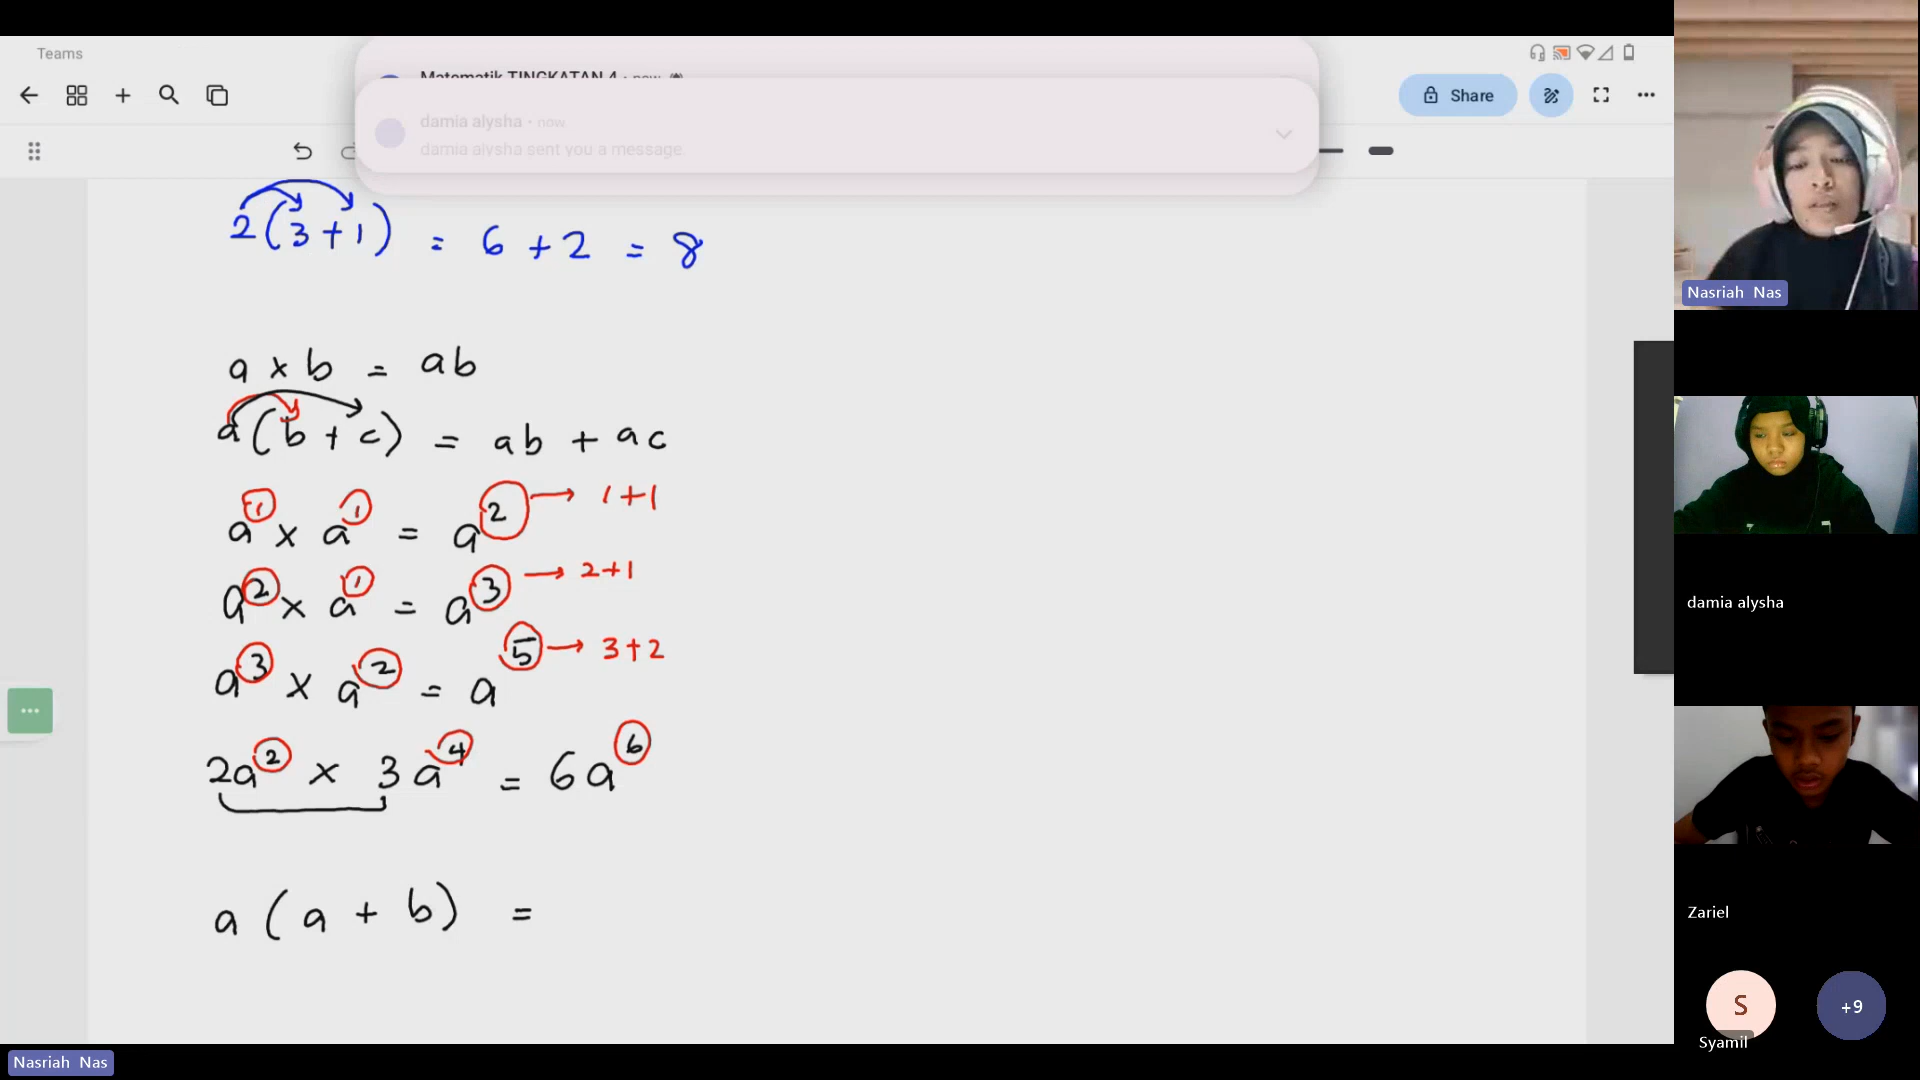 Teams
Matematik TINGKATAN 4 · now
Share
damia alysha · now
damia alysha sent you a message.
2(3+1) = 6 + 2 = 8
a x b = ab
a(b + c) = ab + ac
a¹ x a¹ = a² → 1+1
a² x a¹ = a³ → 2+1
a³ x a² = a⁵ → 3+2
2a² x 3a⁴ = 6a⁶
a (a + b) =
Nasriah Nas
damia alysha
Zariel
S
+9
Syamil
Nasriah Nas